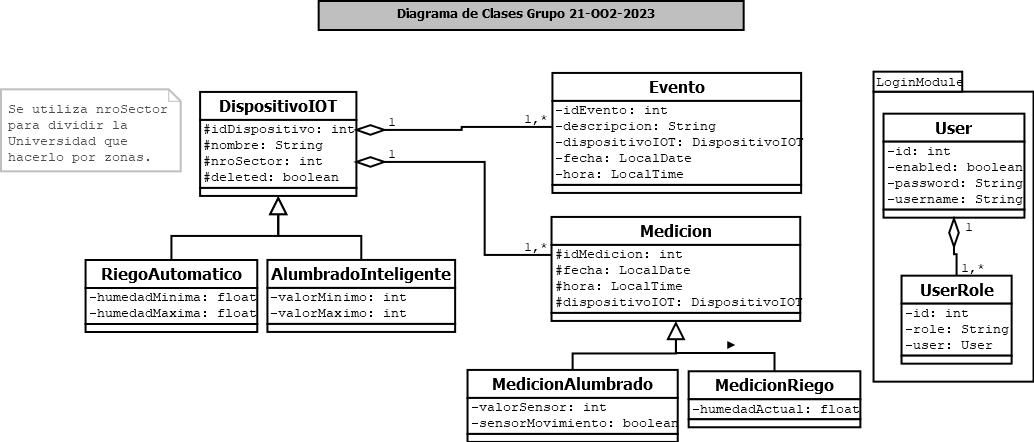 Diagrama de Clases Grupo 21-OO2-2023
Se utiliza nroSector
para dividir la
Universidad que
hacerlo por zonas.
DispositivoIOT
#idDispositivo: int
#nombre: String
#nroSector: int
#deleted: boolean
1
1,*
1
1,*
Evento
-idEvento: int
-descripcion: String
-dispositivoIOT: DispositivoIOT
-fecha: LocalDate
-hora: LocalTime
RiegoAutomatico
-humedadMinima: float
-humedadMaxima: float
AlumbradoInteligente
-valorMinimo: int
-valorMaximo: int
Medicion
#idMedicion: int
#fecha: LocalDate
#hora: LocalTime
#dispositivoIOT: DispositivoIOT
MedicionAlumbrado
-valorSensor: int
-sensorMovimiento: boolean
MedicionRiego
-humedadActual: float
LoginModule
User
-id: int
-enabled: boolean
-password: String
-username: String
1
1,*
UserRole
-id: int
-role: String
-user: User